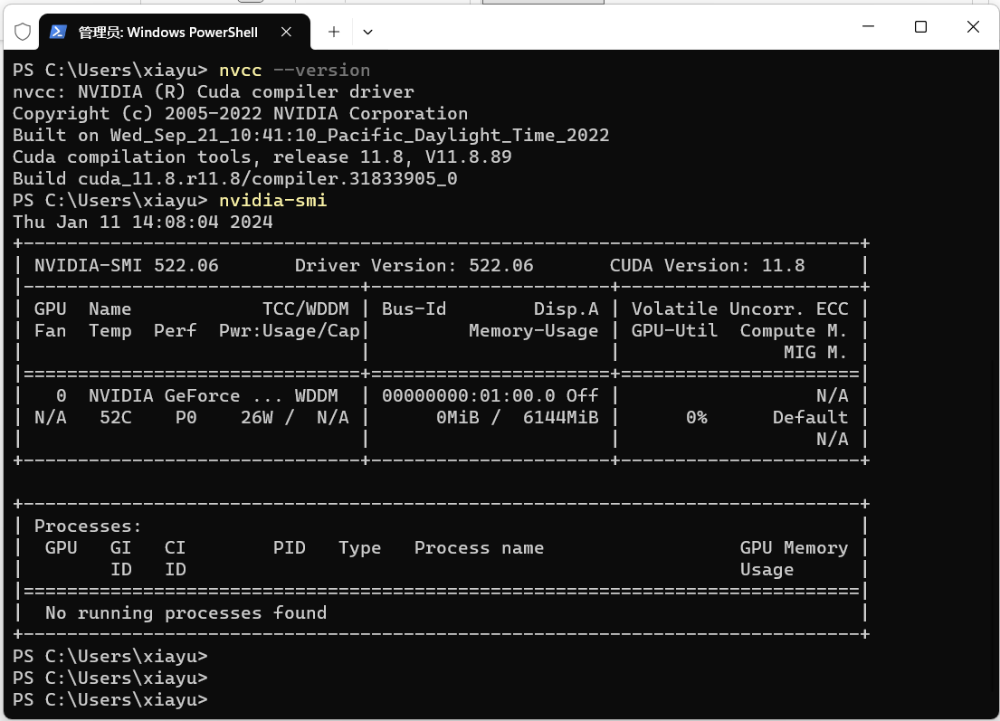 管理员: Windows PowerShell
PS C:\Users\xiayu> nvcc --version
nvcc: NVIDIA (R) Cuda compiler driver
Copyright (c) 2005-2022 NVIDIA Corporation
Built on Wed_Sep_21_10:41:10_Pacific_Daylight_Time_2022
Cuda compilation tools, release 11.8, V11.8.89
Build cuda_11.8.r11.8/compiler.31833905_0
PS C:\Users\xiayu> nvidia-smi
Thu Jan 11 14:08:04 2024
+-----------------------------------------------------------------------------+
| NVIDIA-SMI 522.06       Driver Version: 522.06       CUDA Version: 11.8     |
|-------------------------------+----------------------+----------------------+
| GPU  Name            TCC/WDDM | Bus-Id        Disp.A | Volatile Uncorr. ECC |
| Fan  Temp  Perf  Pwr:Usage/Cap|         Memory-Usage | GPU-Util  Compute M. |
|                               |                      |               MIG M. |
|===============================+======================+======================|
|   0  NVIDIA GeForce ... WDDM  | 00000000:01:00.0 Off |                  N/A |
| N/A   52C    P0    26W /  N/A |      0MiB /  6144MiB |      0%      Default |
|                               |                      |                  N/A |
+-------------------------------+----------------------+----------------------+
+-----------------------------------------------------------------------------+
| Processes:                                                                  |
|  GPU   GI   CI        PID   Type   Process name                  GPU Memory |
|        ID   ID                                                   Usage      |
|=============================================================================|
|  No running processes found                                                 |
+-----------------------------------------------------------------------------+
PS C:\Users\xiayu>
PS C:\Users\xiayu>
PS C:\Users\xiayu>